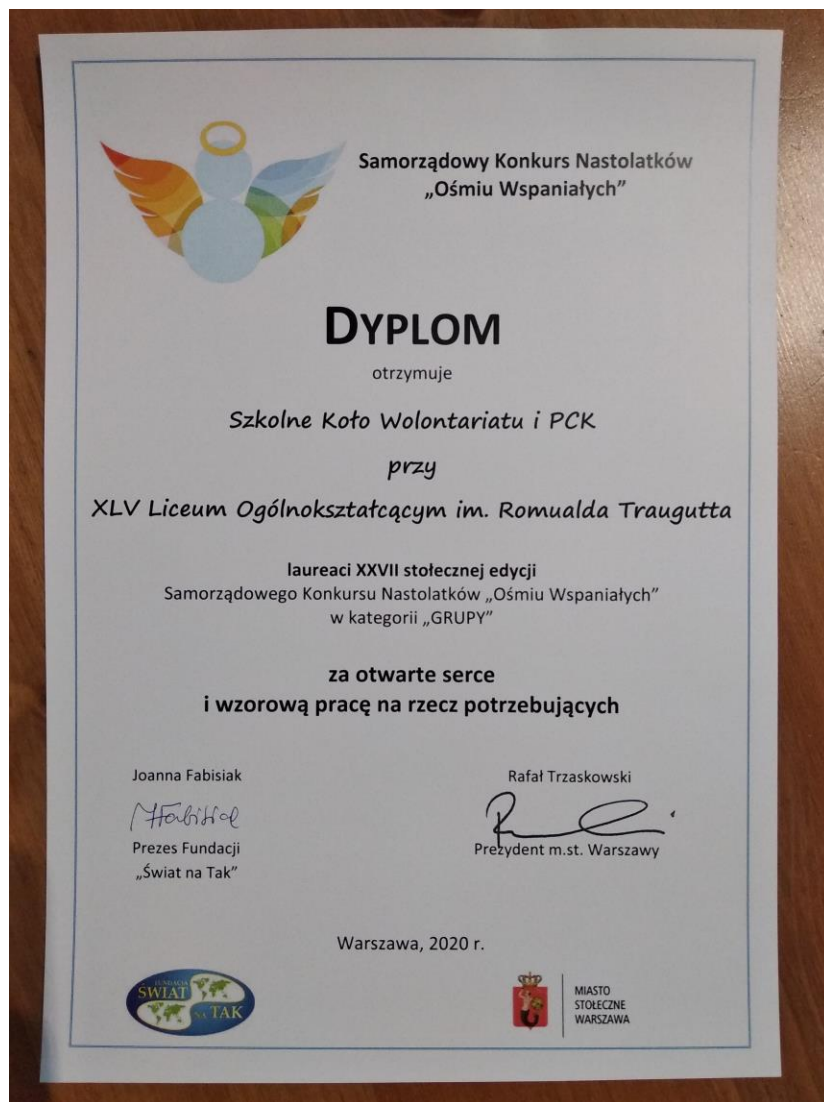 Samorządowy Konkurs Nastolatków
„Ośmiu Wspaniałych”
DYPLOM
otrzymuje
Szkolne Koło Wolontariatu i PCK
przy
XLV Liceum Ogólnokształcącym im. Romualda Traugutta
laureaci XXVII stołecznej edycji
Samorządowego Konkursu Nastolatków „Ośmiu Wspaniałych”
w kategorii „GRUPY”
za otwarte serce
i wzorową pracę na rzecz potrzebujących
Joanna Fabisiak
Rafał Trzaskowski
JFabisiak
Prezes Fundacji
„Świat na Tak”
Prezydent m.st. Warszawy
Warszawa, 2020 r.
FUNDACJA
ŚWIAT
NA TAK
MIASTO
STOŁECZNE
WARSZAWA